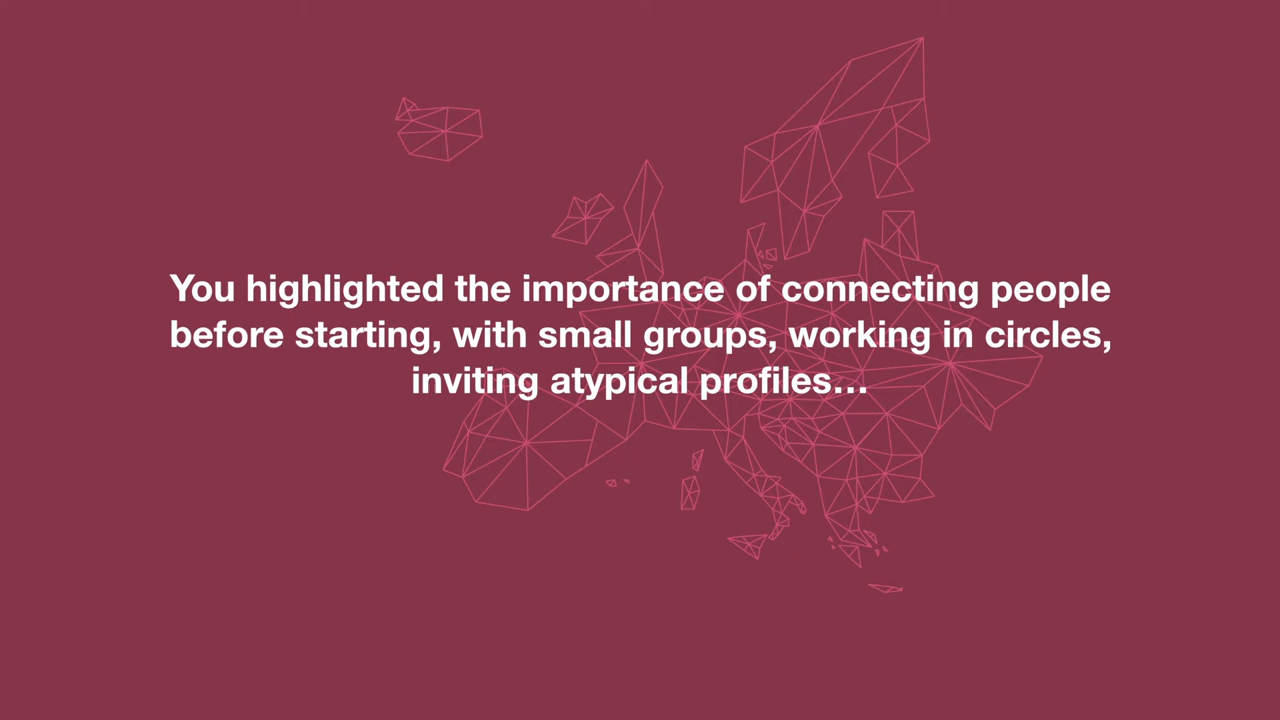 You highlighted the importance of connecting people
before starting, with small groups, working in circles,
inviting atypical profiles…